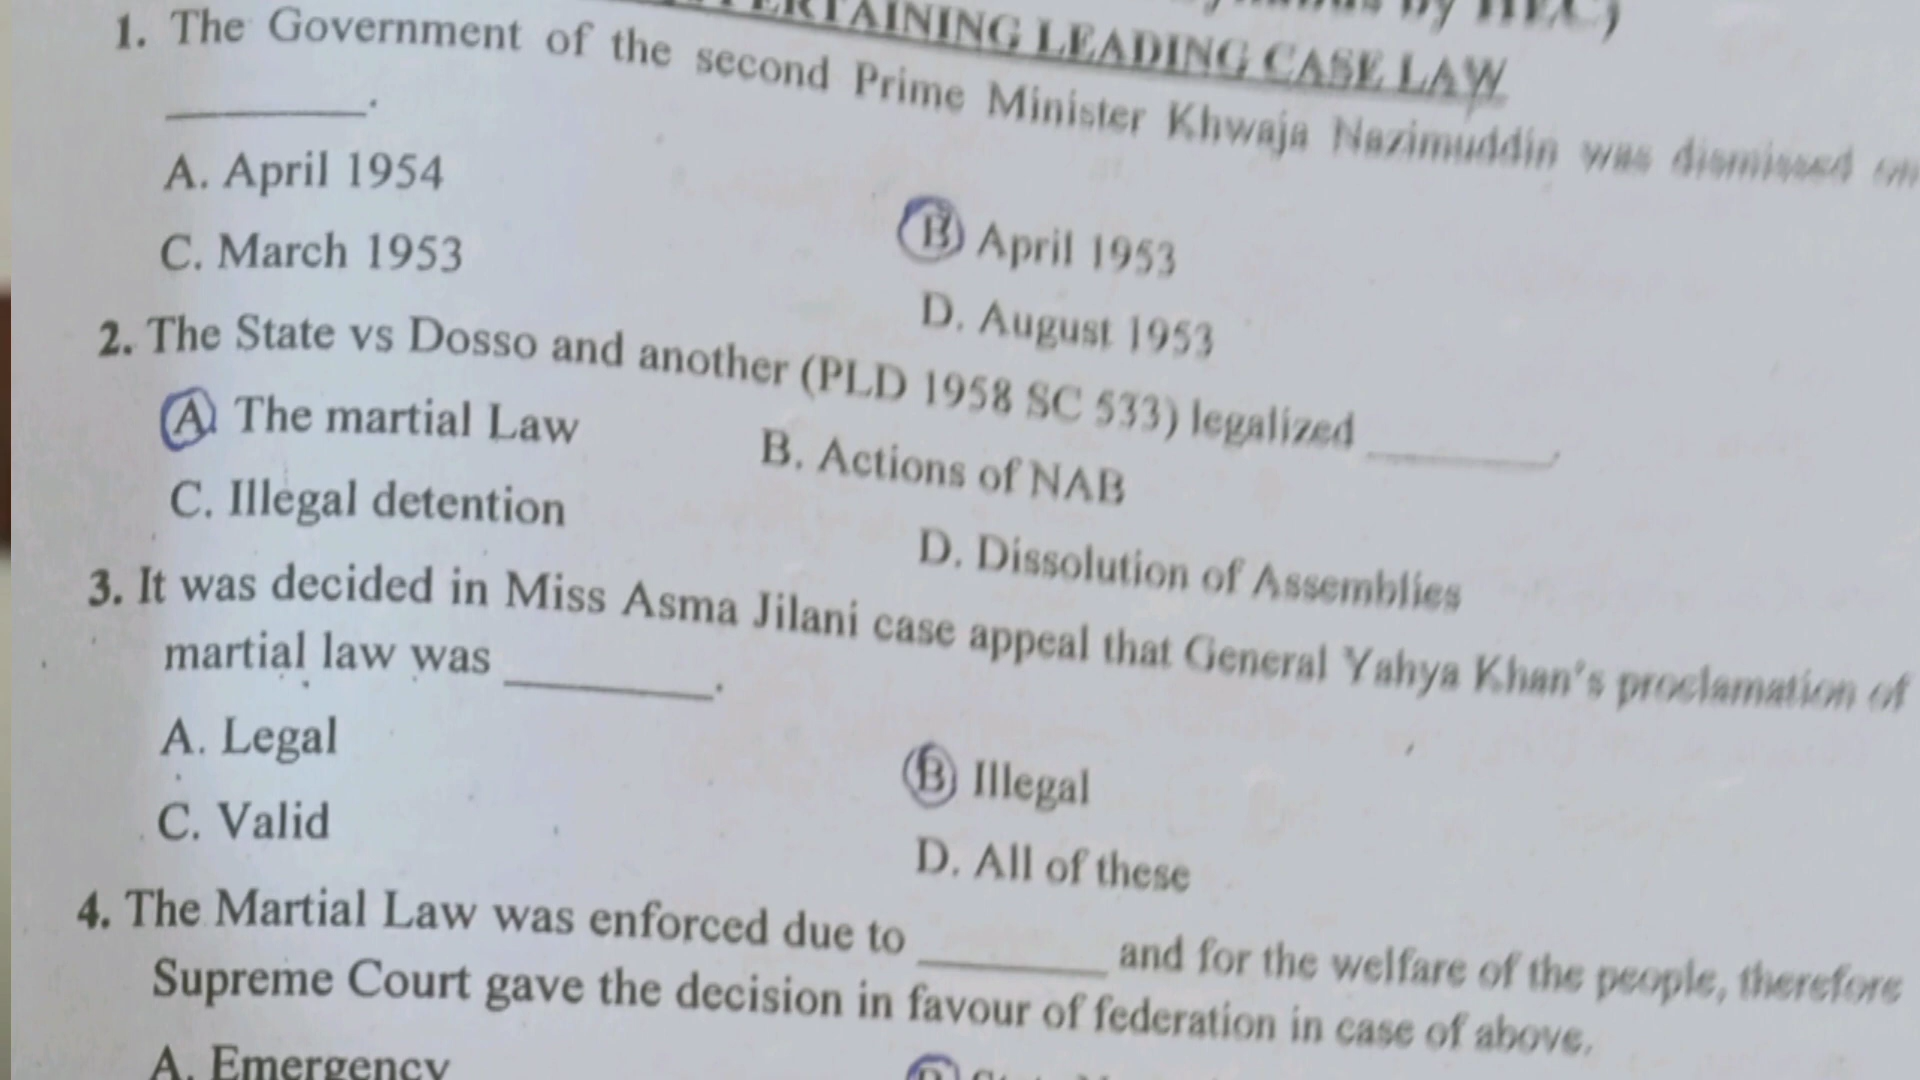 LEADING CASE LAW
1. The Government of the second Prime Minister Khwaja Nazimuddin was dismissed on
________.
A. April 1954
B April 1953
C. March 1953
D. August 1953
2. The State vs Dosso and another (PLD 1958 SC 533) legalized ________.
A The martial Law
B. Actions of NAB
C. Illegal detention
D. Dissolution of Assemblies
3. It was decided in Miss Asma Jilani case appeal that General Yahya Khan's proclamation of
martial law was ________.
A. Legal
B Illegal
C. Valid
D. All of these
4. The Martial Law was enforced due to ________ and for the welfare of the people, therefore
Supreme Court gave the decision in favour of federation in case of above.
A. Emergency